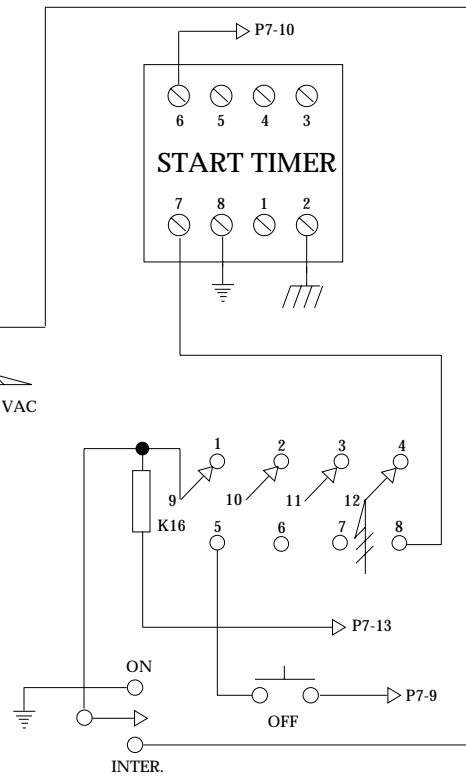 P7-10
6 5 4 3
START TIMER
7 8 1 2
VAC
1 2 3 4
9 10 11 12
K16
5 6 7 8
P7-13
ON
P7-9
OFF
INTER.